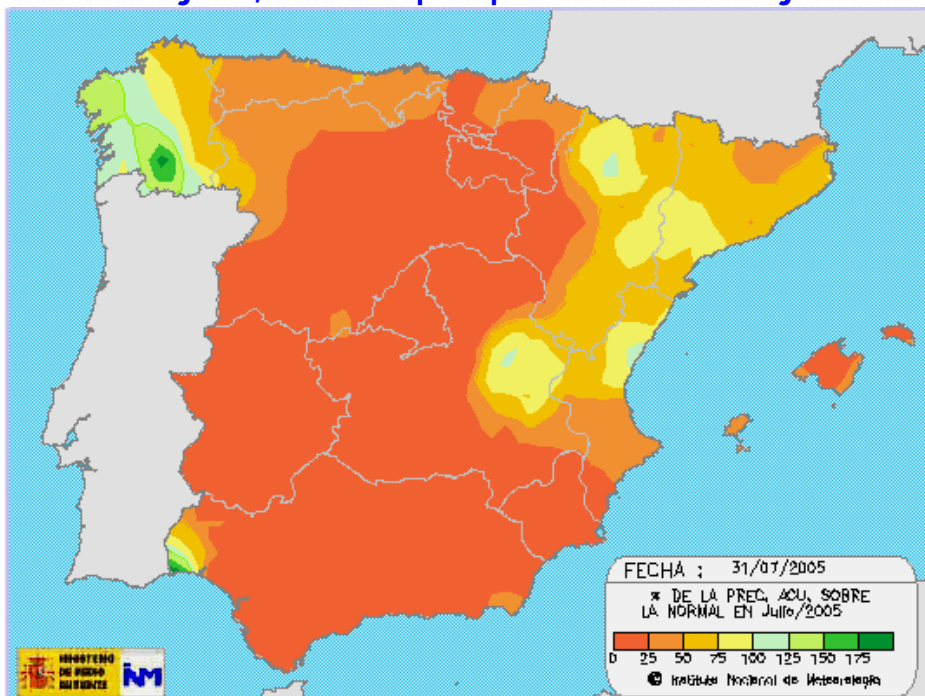 FECHA : 31/07/2005
% DE LA PREC. ACU. SOBRE
LA NORMAL EN Julio/2005
0 25 50 75 100 125 150 175
© Instituto Nacional de Meteorología
MINISTERIO
DE MEDIO
AMBIENTE
INM